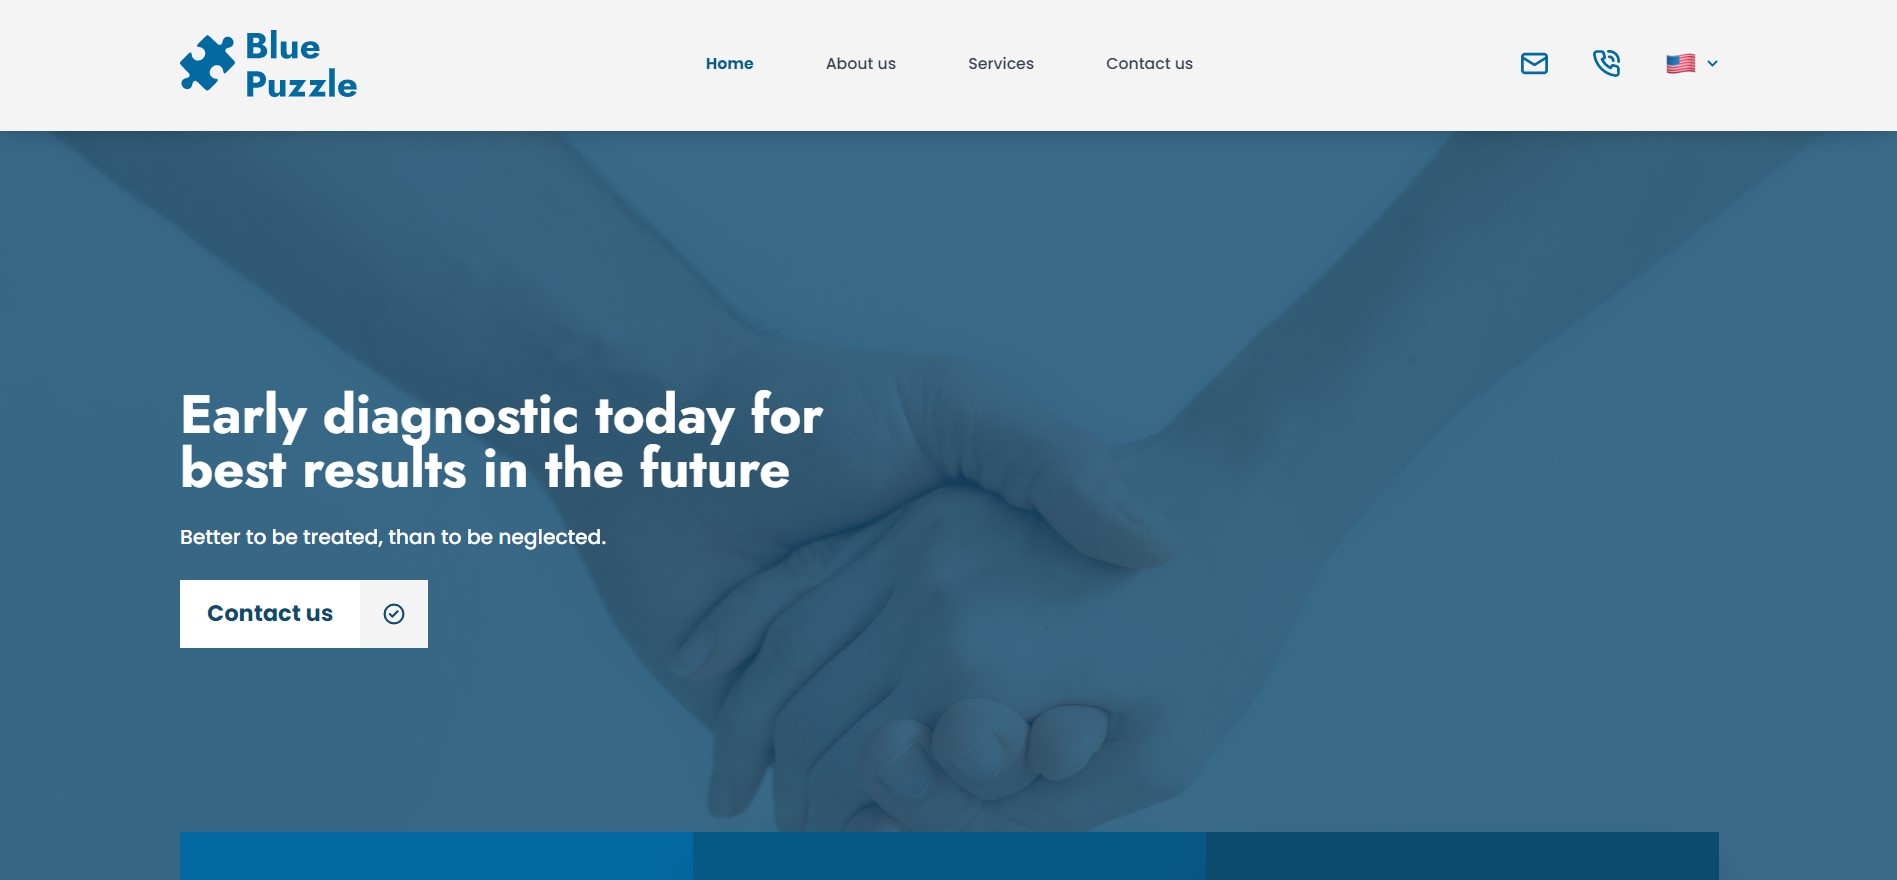 Blue
Puzzle
Home
About us
Services
Contact us
Early diagnostic today for
best results in the future
Better to be treated, than to be neglected.
Contact us